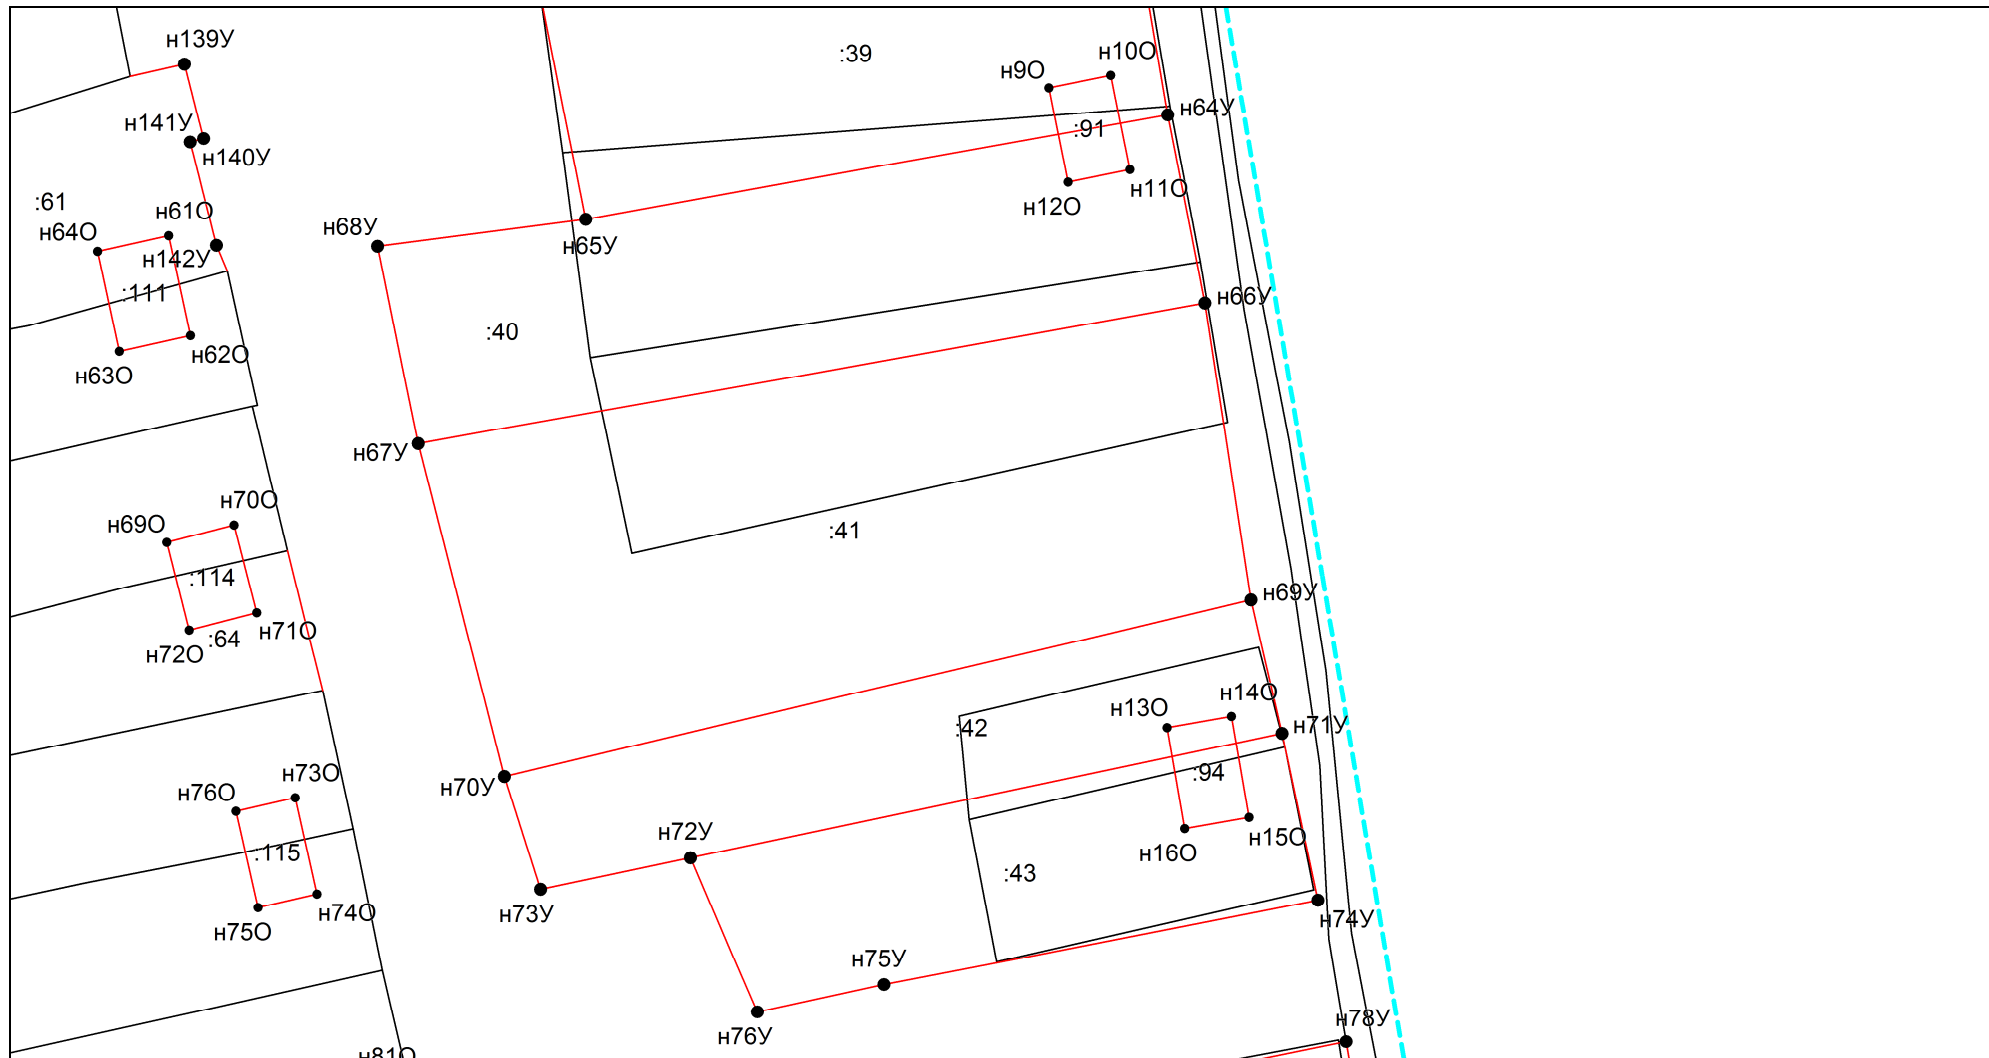 н139У
:39
н10О
н9О
н64У
н141У
:91
н140У
н11О
:61
н12О
н61О
н68У
н64О
н65У
н142У
:111
н66У
:40
н62О
н63О
н67У
н70О
н69О
:41
:114
н69У
н71О
:64
н72О
н14О
н13О
н71У
:42
:94
н73О
н70У
н76О
н72У
н15О
:115
н16О
:43
н74О
н73У
н74У
н75О
н75У
н78У
н76У
н81О